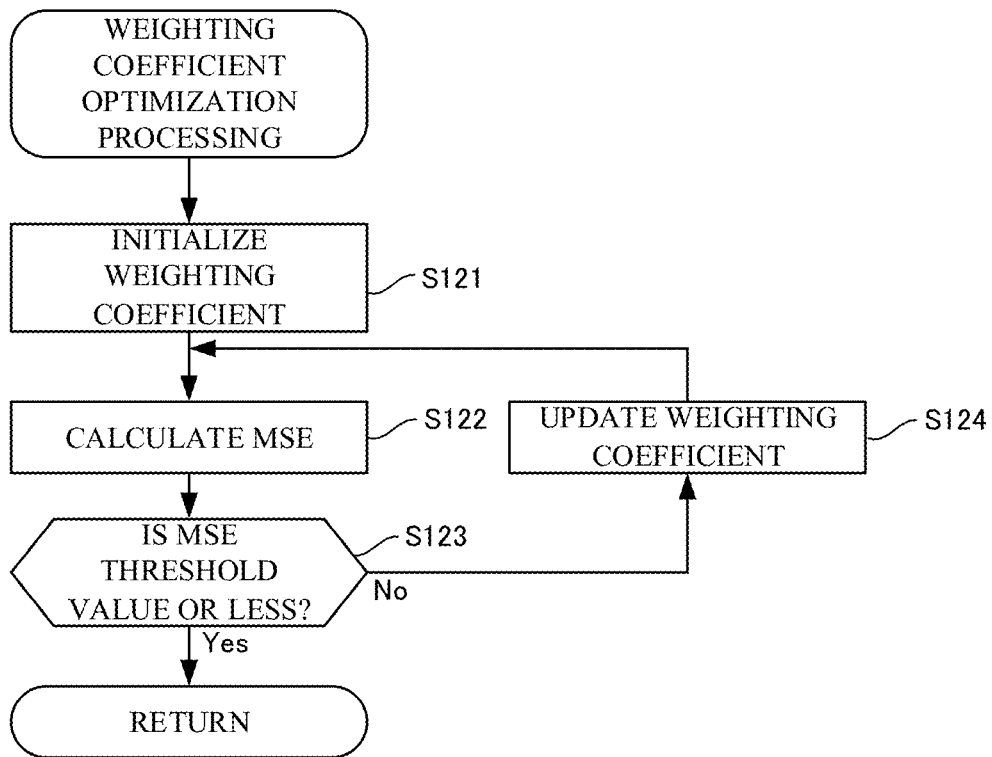 WEIGHTING
COEFFICIENT
OPTIMIZATION
PROCESSING
INITIALIZE
WEIGHTING
COEFFICIENT
S121
CALCULATE MSE
S122
UPDATE WEIGHTING
COEFFICIENT
S124
IS MSE
THRESHOLD
VALUE OR LESS?
S123
No
Yes
RETURN